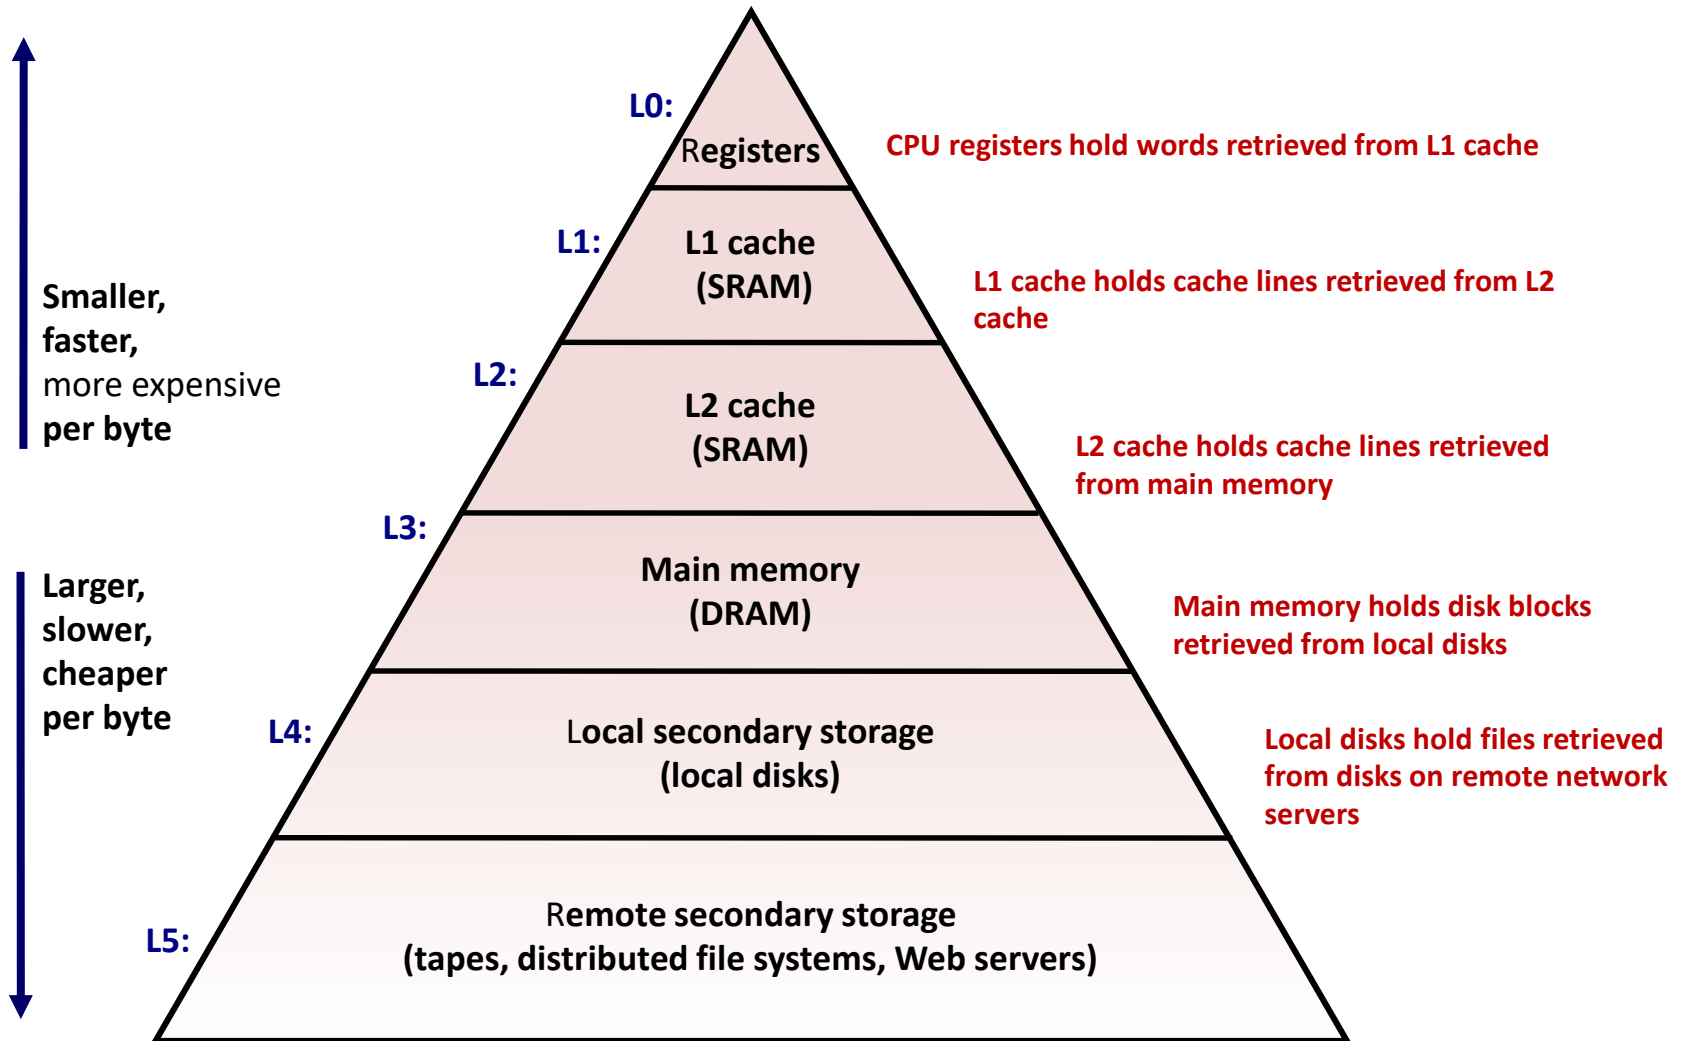 L0:
Registers
CPU registers hold words retrieved from L1 cache
L1:
L1 cache
(SRAM)
L1 cache holds cache lines retrieved from L2
cache
Smaller,
faster,
more expensive
per byte
L2:
L2 cache
(SRAM)
L2 cache holds cache lines retrieved
from main memory
L3:
Main memory
(DRAM)
Main memory holds disk blocks
retrieved from local disks
Larger,
slower,
cheaper
per byte
L4:
Local secondary storage
(local disks)
Local disks hold files retrieved
from disks on remote network
servers
L5:
Remote secondary storage
(tapes, distributed file systems, Web servers)